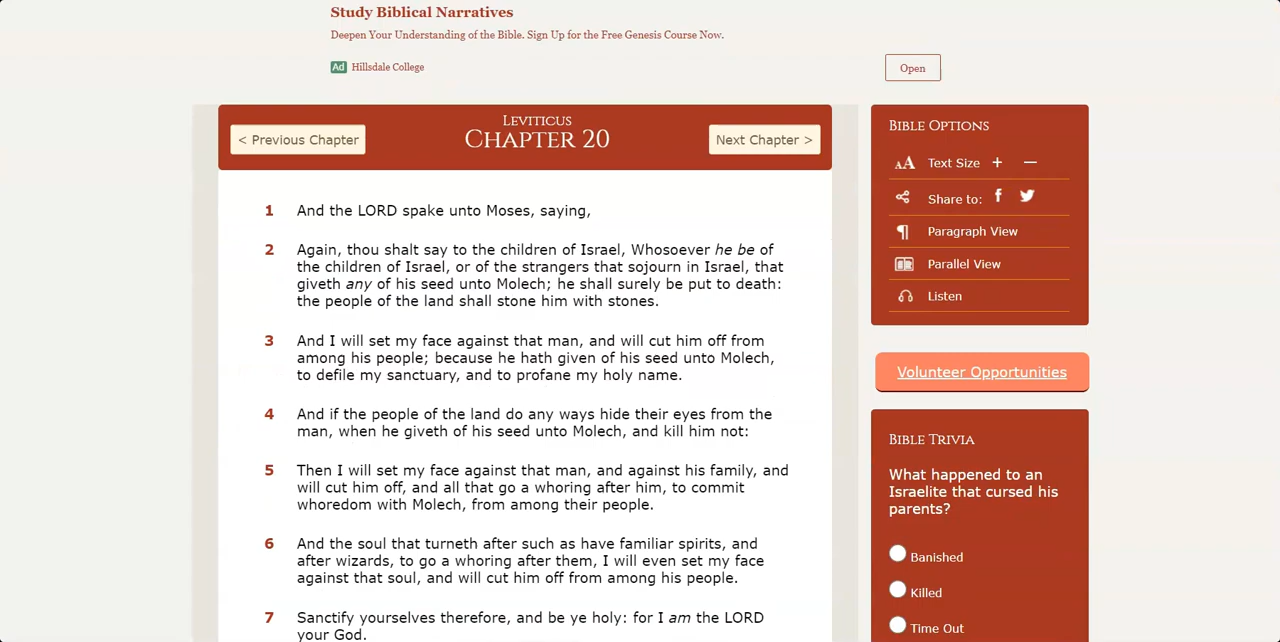 Study Biblical Narratives
Deepen Your Understanding of the Bible. Sign Up for the Free Genesis Course Now.
Ad Hillsdale College
Open
< Previous Chapter
Leviticus
Chapter 20
Next Chapter >
1 And the LORD spake unto Moses, saying,
2 Again, thou shalt say to the children of Israel, Whosoever he be of
the children of Israel, or of the strangers that sojourn in Israel, that
giveth any of his seed unto Molech; he shall surely be put to death:
the people of the land shall stone him with stones.
3 And I will set my face against that man, and will cut him off from
among his people; because he hath given of his seed unto Molech,
to defile my sanctuary, and to profane my holy name.
4 And if the people of the land do any ways hide their eyes from the
man, when he giveth of his seed unto Molech, and kill him not:
5 Then I will set my face against that man, and against his family, and
will cut him off, and all that go a whoring after him, to commit
whoredom with Molech, from among their people.
6 And the soul that turneth after such as have familiar spirits, and
after wizards, to go a whoring after them, I will even set my face
against that soul, and will cut him off from among his people.
7 Sanctify yourselves therefore, and be ye holy: for I am the LORD
your God.
Bible Options
AA Text Size + —
Share to: f
Paragraph View
Parallel View
Listen
Volunteer Opportunities
Bible Trivia
What happened to an
Israelite that cursed his
parents?
Banished
Killed
Time Out